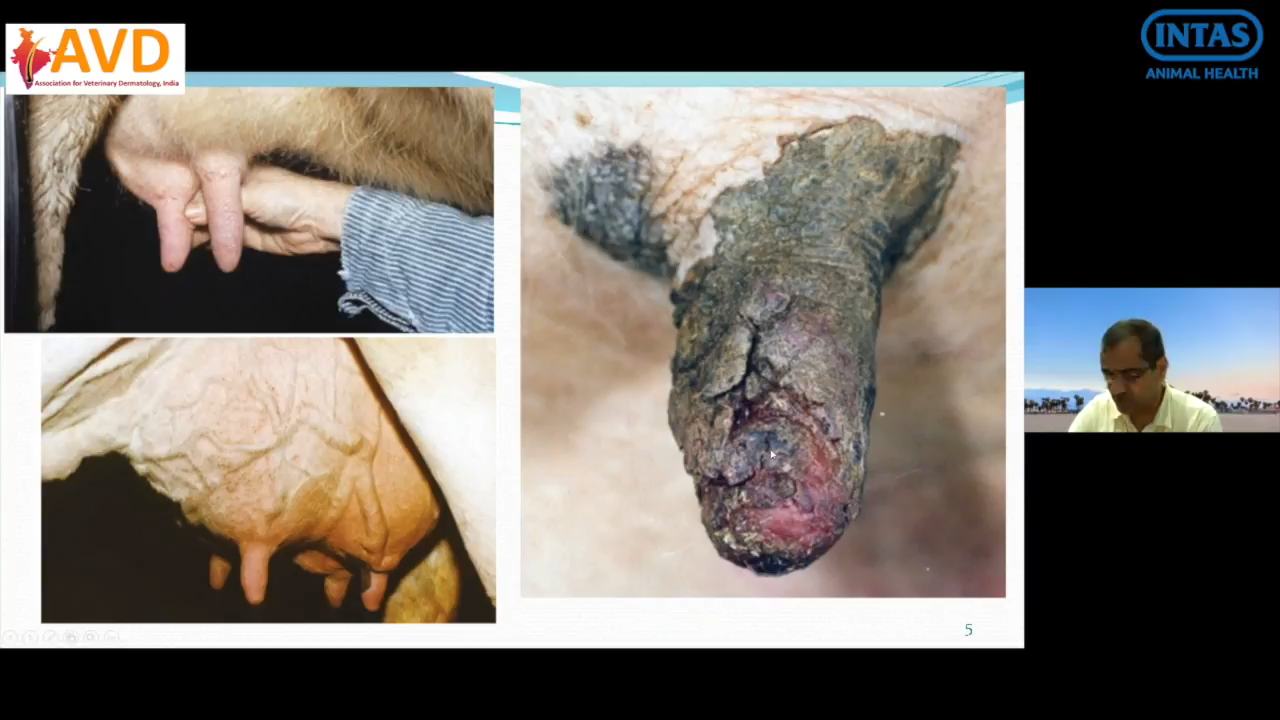 AVD
Association for Veterinary Dermatology, India
INTAS
ANIMAL HEALTH
5